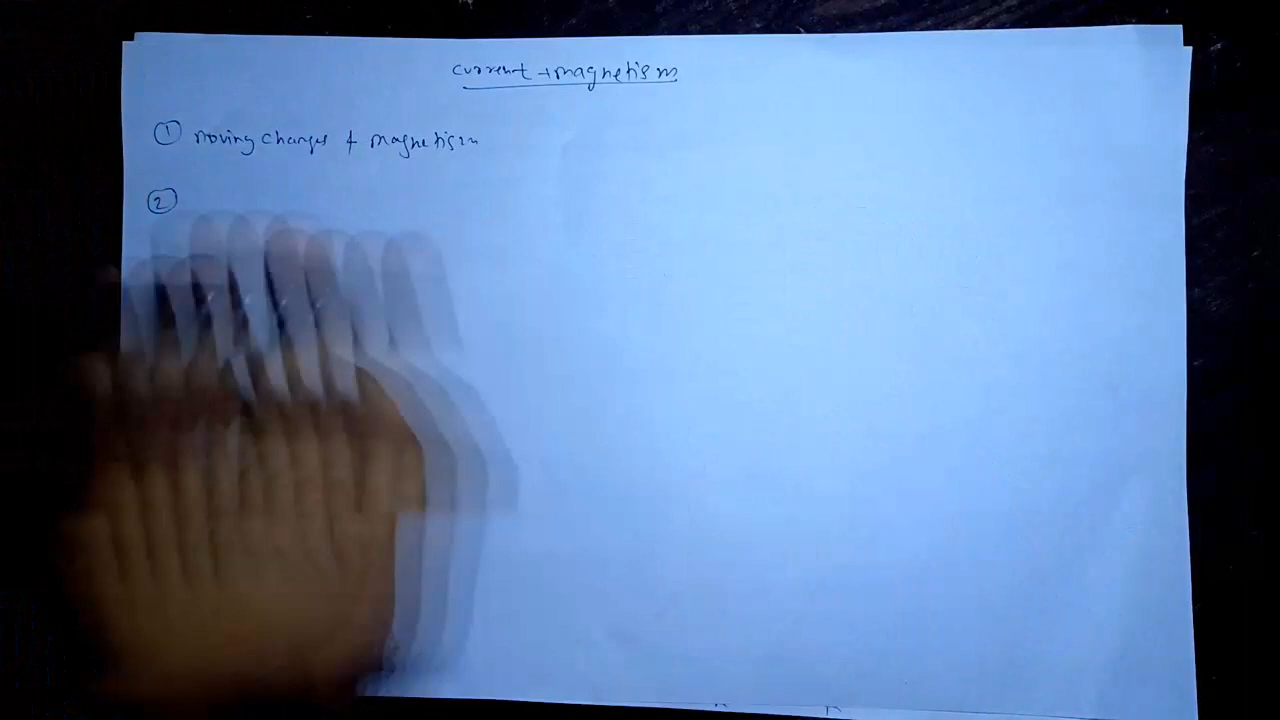 current + magnetism
① Moving charges & magnetism
②